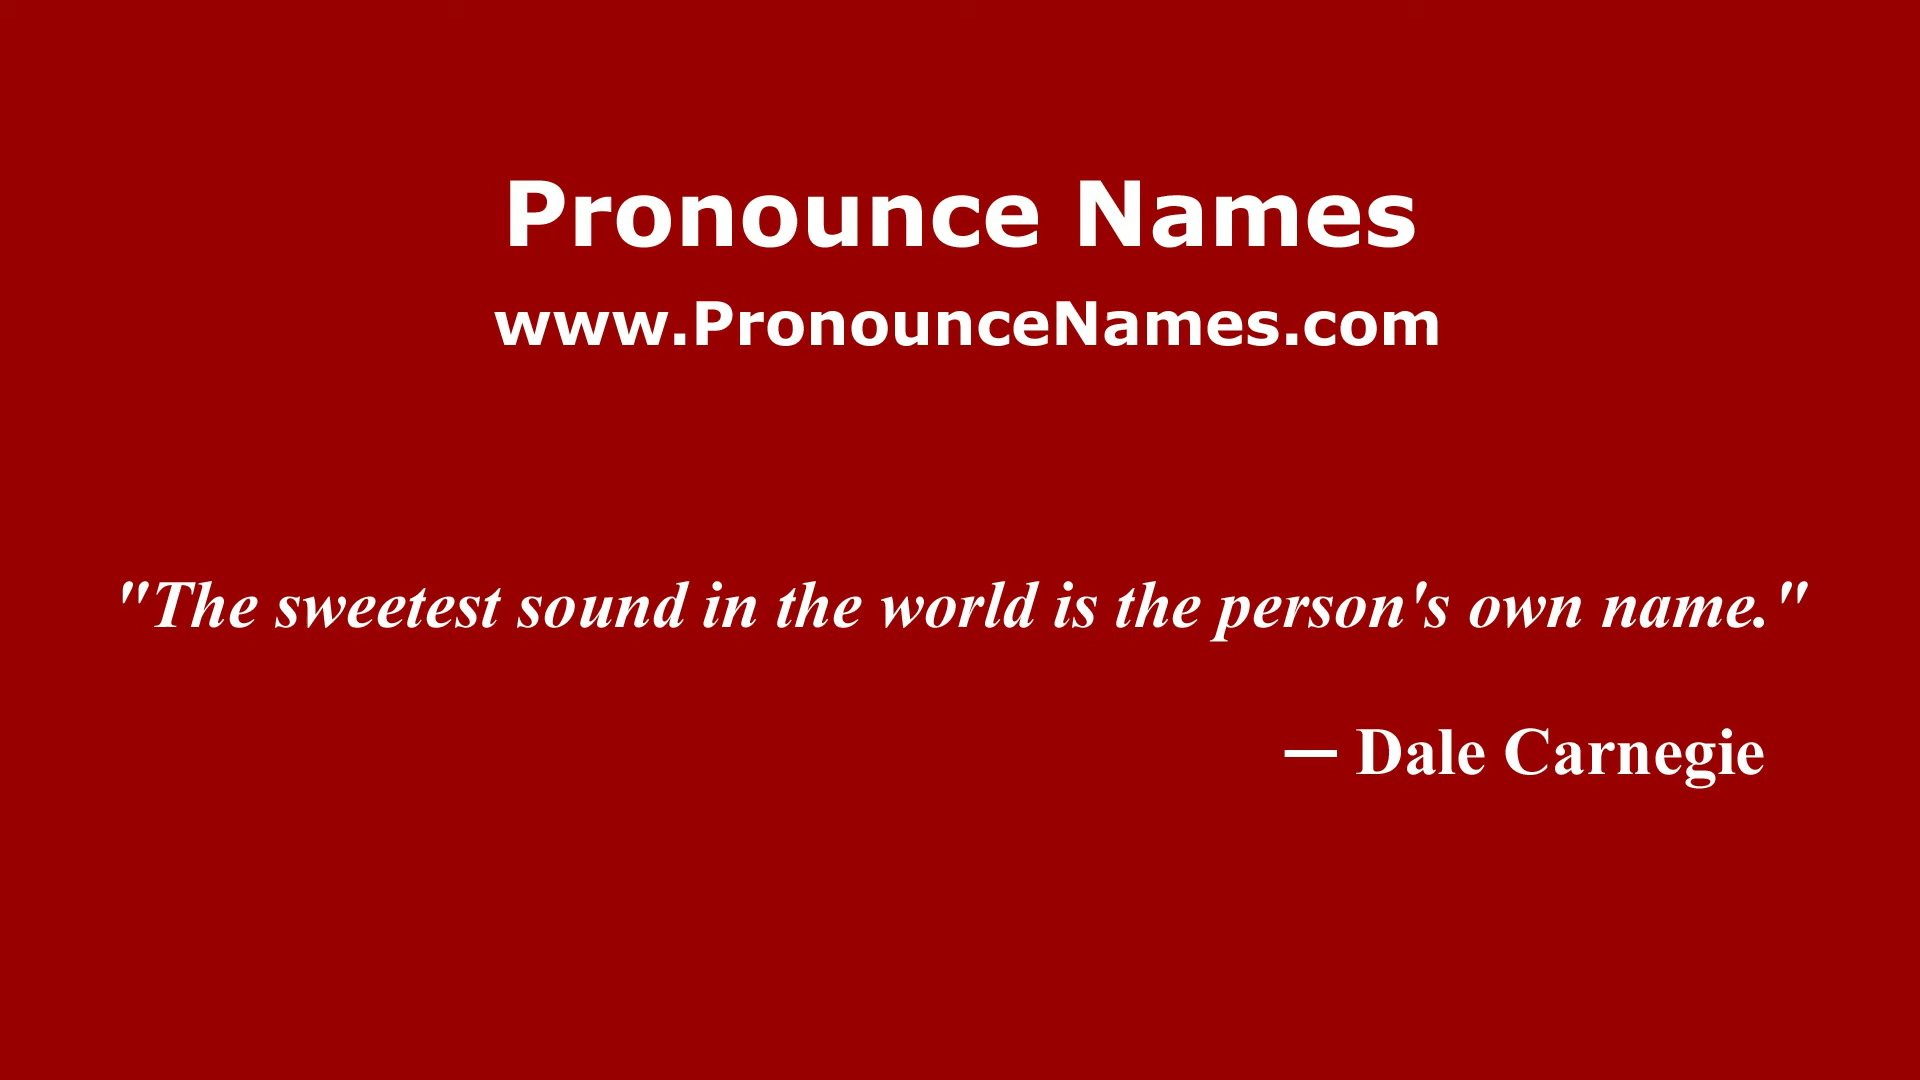 Pronounce Names
www.PronounceNames.com
"The sweetest sound in the world is the person's own name."
— Dale Carnegie